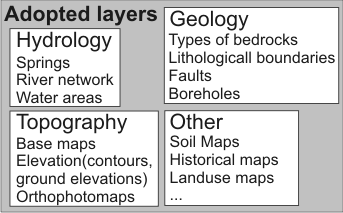 Adopted layers
Hydrology
Springs
River network
Water areas
Geology
Types of bedrocks
Lithologicall boundaries
Faults
Boreholes
Topography
Base maps
Elevation(contours,
ground elevations)
Orthophotomaps
Other
Soil Maps
Historical maps
Landuse maps
...